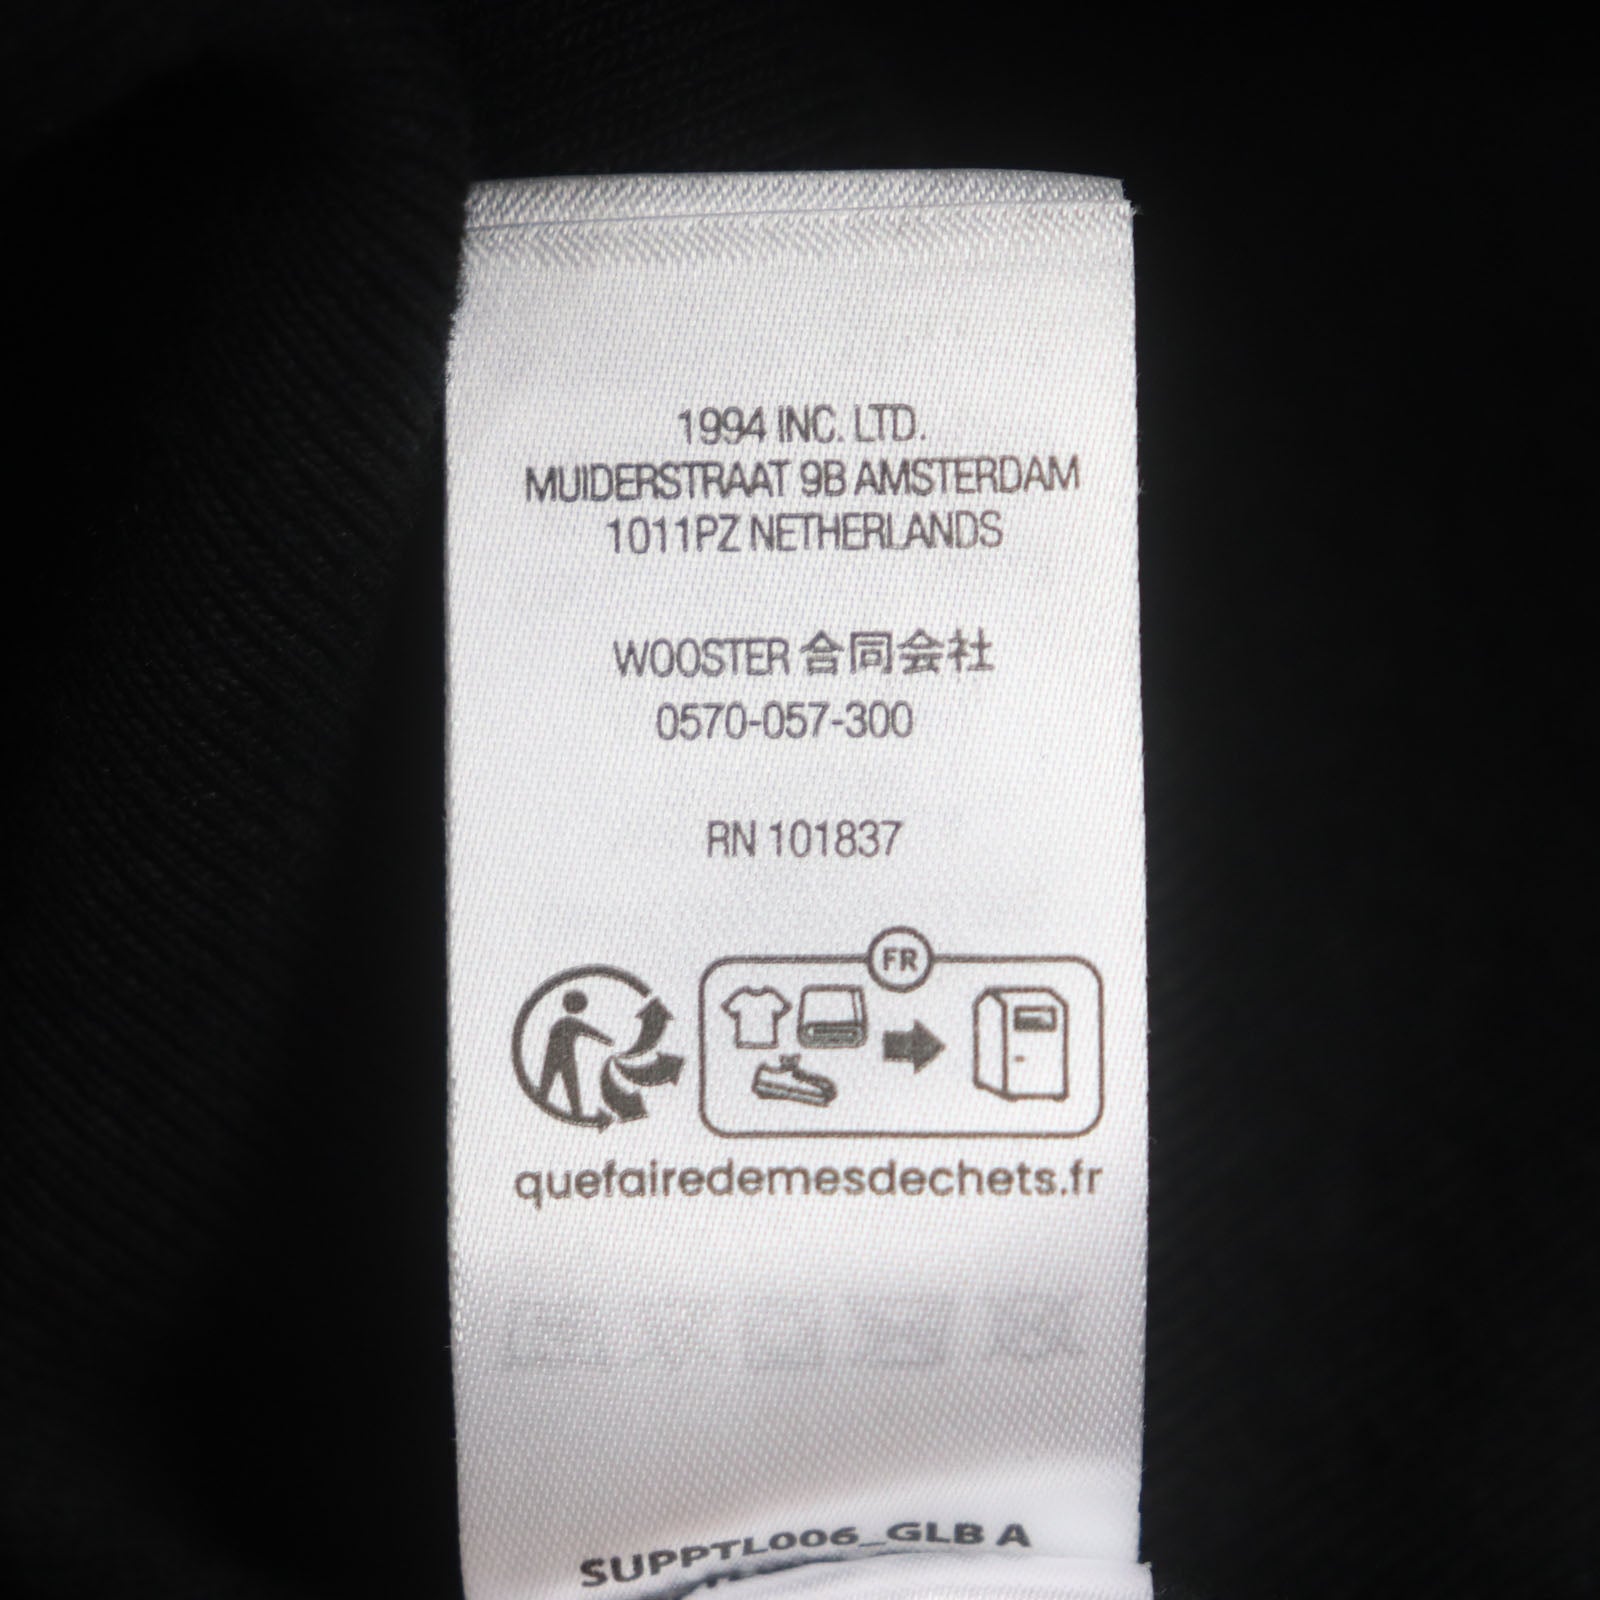 1994 INC. LTD.
MUIDERSTRAAT 9B AMSTERDAM
1011PZ NETHERLANDS
WOOSTER 合同会社
0570-057-300
RN 101837
FR
quefairedemesdechets.fr
SUPPTL006_GLB A